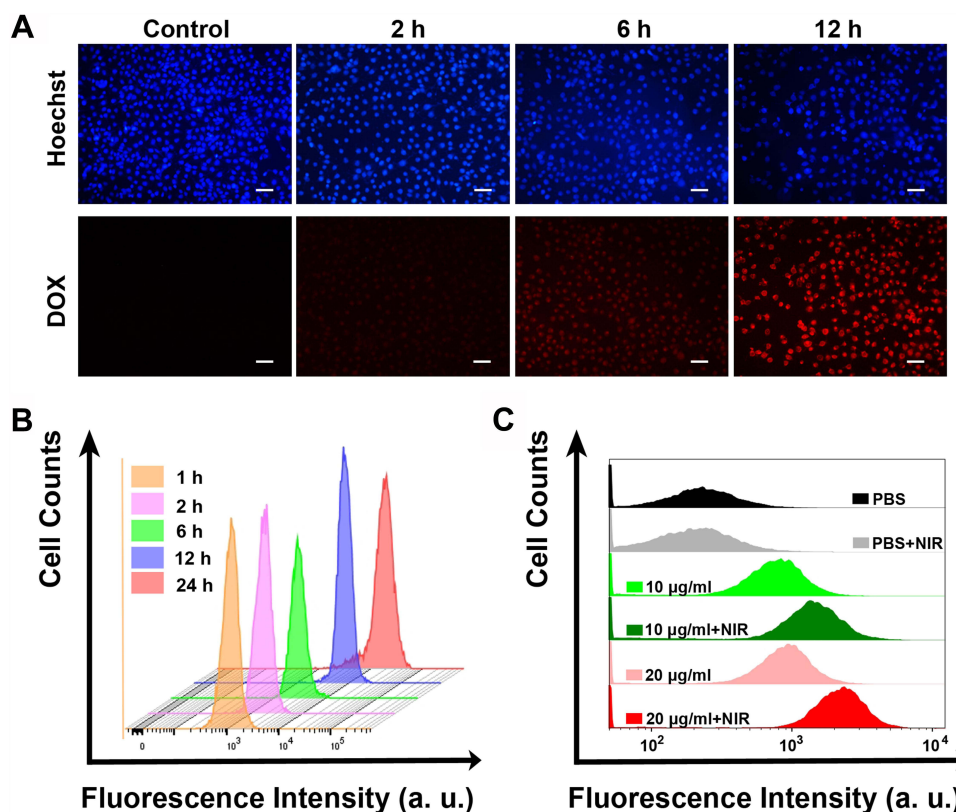 A
Control
2 h
6 h
12 h
Hoechst
DOX
B
Cell Counts
1 h
2 h
6 h
12 h
24 h
0
10³
10⁴
10⁵
Fluorescence Intensity (a. u.)
C
Cell Counts
PBS
PBS+NIR
10 μg/ml
10 μg/ml+NIR
20 μg/ml
20 μg/ml+NIR
10²
10³
10⁴
Fluorescence Intensity (a. u.)